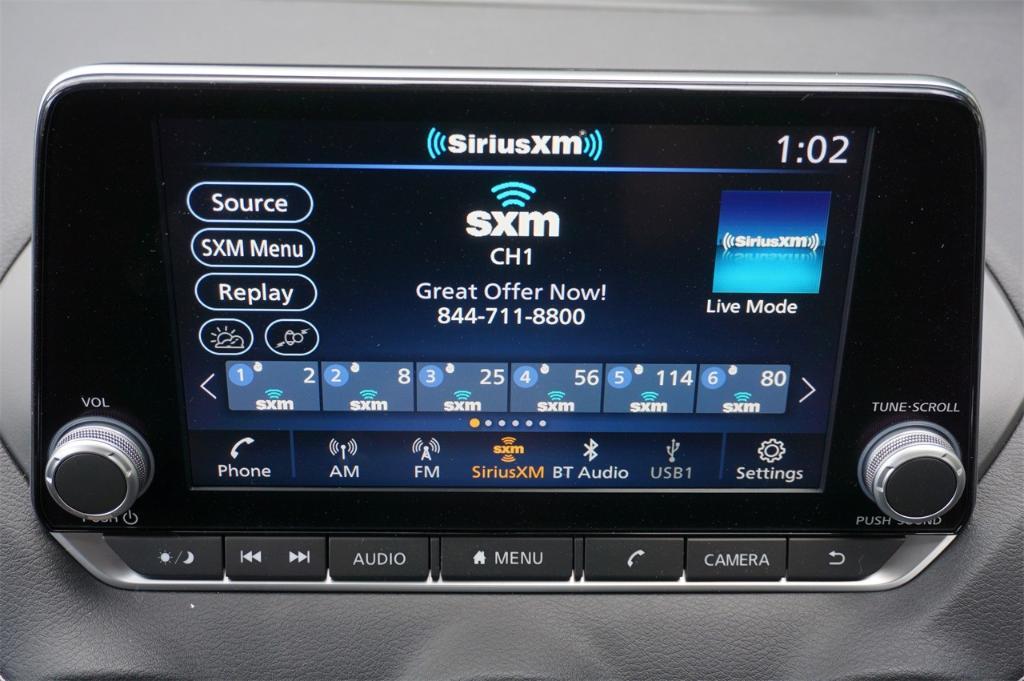 SiriusXM
1:02
Source
sxm
SXM Menu
CH1
SiriusXM
Replay
Great Offer Now!
844-711-8800
Live Mode
1 2 sxm
2 8 sxm
3 25 sxm
4 56 sxm
5 114 sxm
6 80 sxm
VOL
TUNE·SCROLL
Phone
AM
FM
sxm
SiriusXM
BT Audio
USB1
Settings
PUSH
PUSH SOUND
AUDIO
MENU
CAMERA